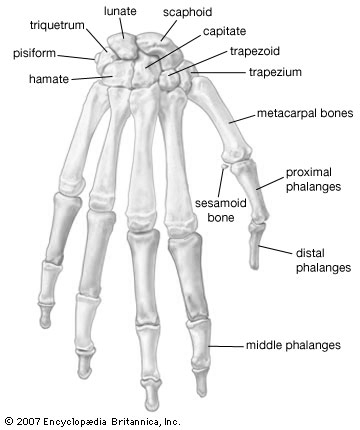 lunate
scaphoid
triquetrum
capitate
pisiform
trapezoid
hamate
trapezium
metacarpal bones
proximal
phalanges
sesamoid
bone
distal
phalanges
middle phalanges
© 2007 Encyclopædia Britannica, Inc.